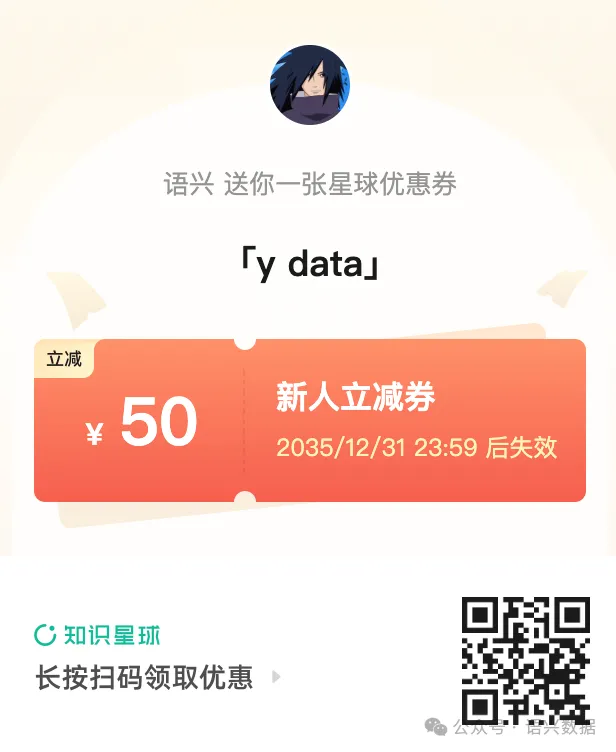 语兴 送你一张星球优惠券
「y data」
立减
¥ 50
新人立减券
2035/12/31 23:59 后失效
知识星球
长按扫码领取优惠
公众号 · 语兴数据